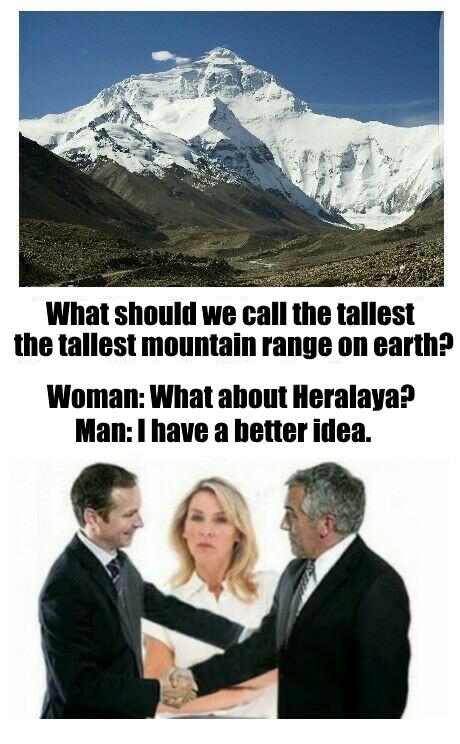 What should we call the tallest
the tallest mountain range on earth?
Woman: What about Heralaya?
Man: I have a better idea.